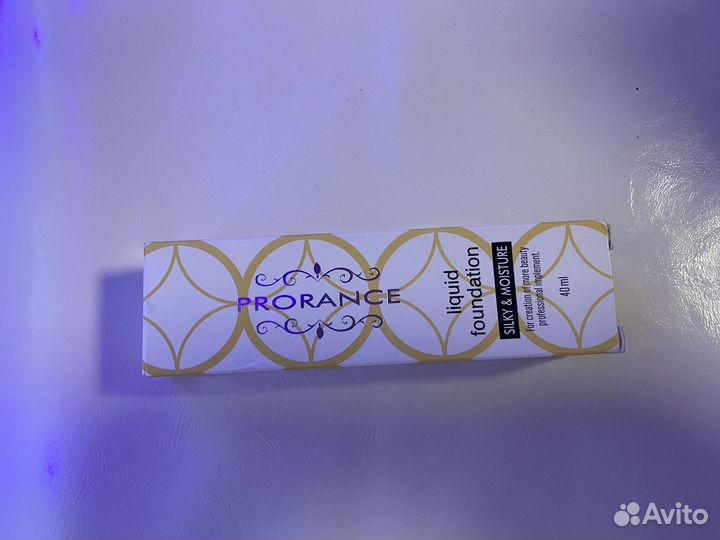 PRORANCE
liquid
foundation
SILKY & MOISTURE
For creation of more beauty
professional implement.
40ml
Avito